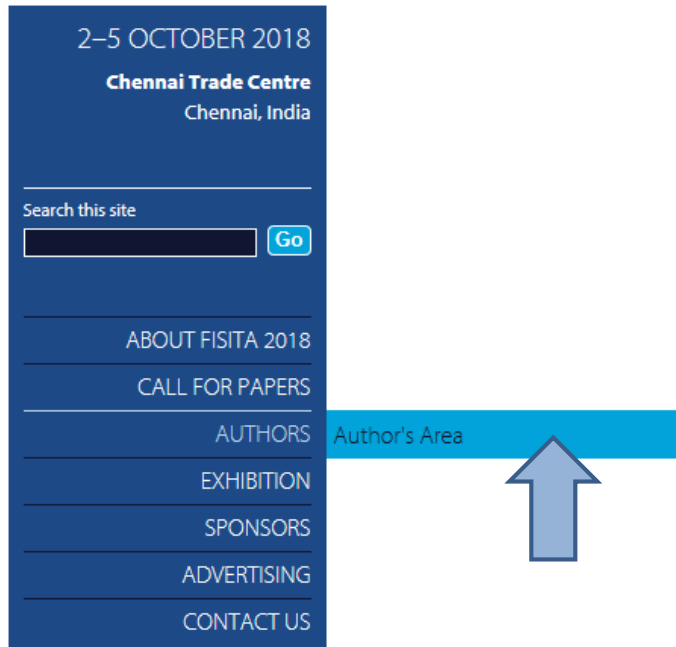 2–5 OCTOBER 2018
Chennai Trade Centre
Chennai, India
Search this site
Go
ABOUT FISITA 2018
CALL FOR PAPERS
AUTHORS
Author's Area
EXHIBITION
SPONSORS
ADVERTISING
CONTACT US